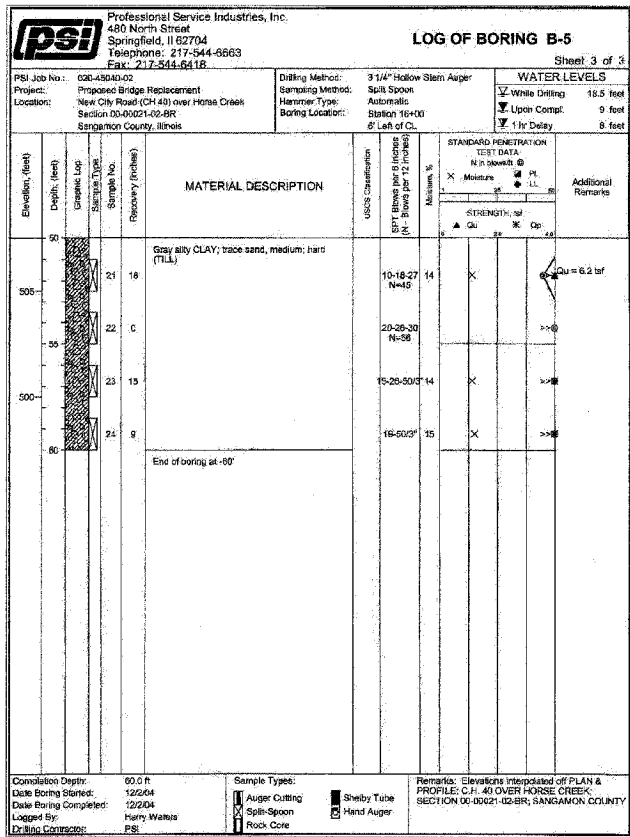 psi
Professional Service Industries, Inc.
480 North Street
Springfield, Il 62704
Telephone: 217-544-6663
Fax: 217-544-6418
LOG OF BORING B-5
Sheet 3 of 3
PSI Job No.: 020-45040-02
Project: Proposed Bridge Replacement
Location: New City Road (CH 40) over Horse Creek
Section 00-00021-02-BR
Sangamon County, Illinois
Drilling Method: 3 1/4" Hollow Stem Auger
Sampling Method: Split Spoon
Hammer Type: Automatic
Boring Location: Station 16+00
6' Left of CL
WATER LEVELS
While Drilling 18.5 feet
Upon Compl. 9 feet
1 hr Delay 8 feet
Elevation, (feet)
Depth, (feet)
Graphic Log
Sample Type
Sample No.
Recovery (inches)
MATERIAL DESCRIPTION
USCS Classification
SPT Blows per 6 inches
(N - Blows per 12 inches)
Moisture, %
STANDARD PENETRATION
TEST DATA
N in blows/ft
Moisture PL
LL
25 50
STRENGTH, tsf
Qu Qp
0 2.0 4.0
Additional
Remarks
50
Gray silty CLAY; trace sand, medium; hard
(TILL)
21 18 10-18-27 14 Qu = 6.2 tsf
N=45
505
22 0 20-26-30 >>
N=56
55
23 15 15-26-50/3" 14 >>
500
24 9 16-50/3" 15 >>
60
End of boring at -60'
Completion Depth: 60.0 ft
Date Boring Started: 12/2/04
Date Boring Completed: 12/2/04
Logged By: Harry Waters
Drilling Contractor: PSI
Sample Types:
Auger Cutting
Split-Spoon
Rock Core
Shelby Tube
Hand Auger
Remarks: Elevations interpolated off PLAN &
PROFILE; C.H. 40 OVER HORSE CREEK;
SECTION 00-00021-02-BR; SANGAMON COUNTY